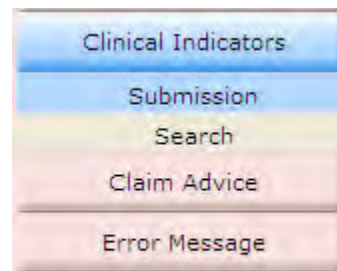 Clinical Indicators
Submission
Search
Claim Advice
Error Message